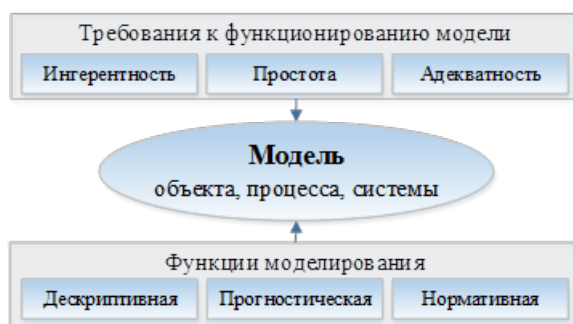 Требования к функционированию модели
Ингерентность
Простота
Адекватность
Модель
объекта, процесса, системы
Функции моделирования
Дескриптивная
Прогностическая
Нормативная